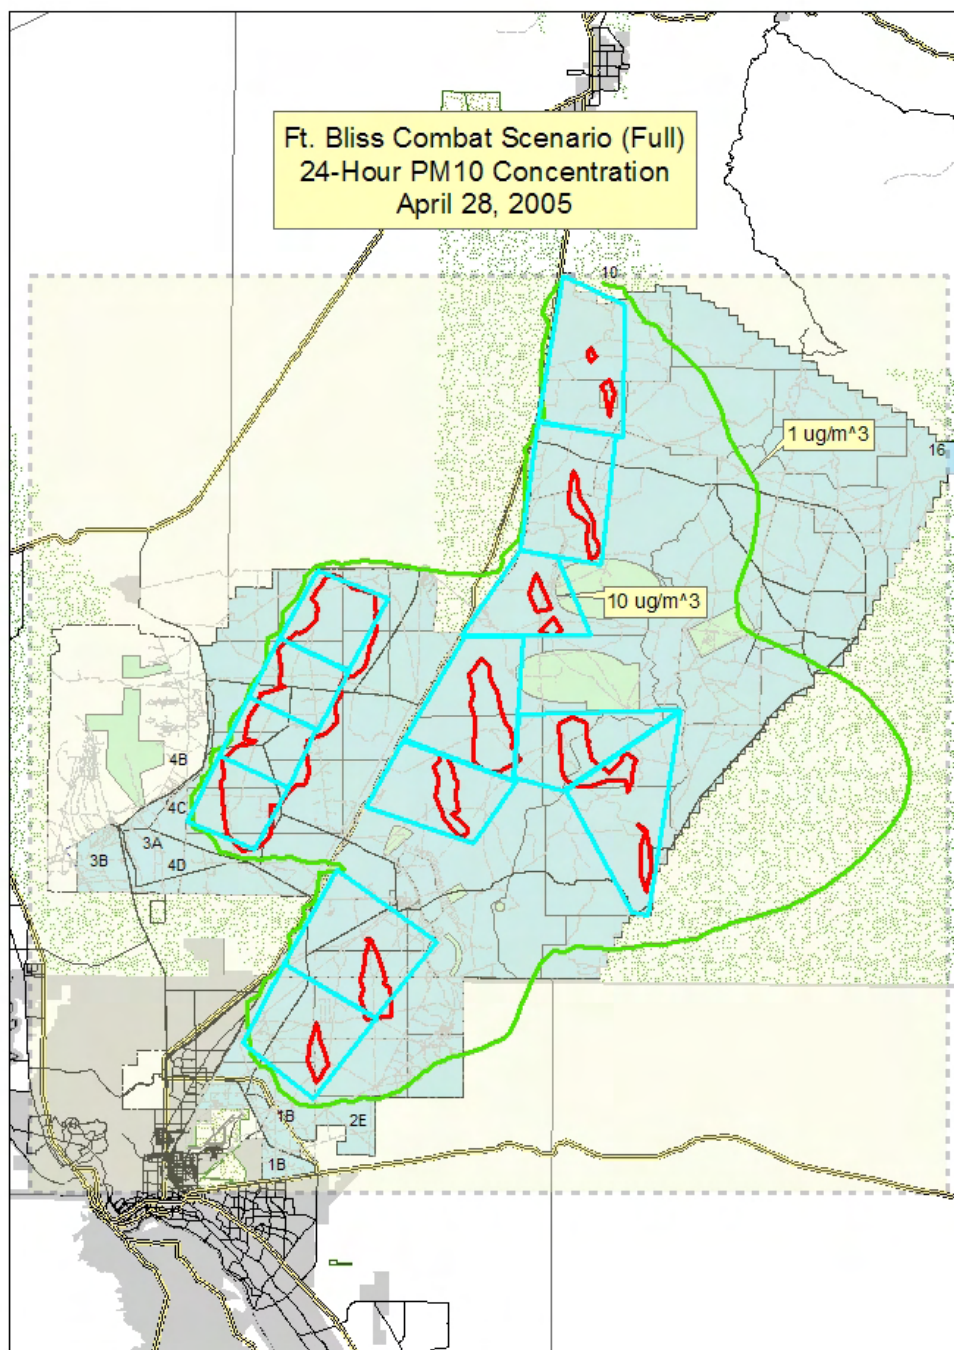 Ft. Bliss Combat Scenario (Full)
24-Hour PM10 Concentration
April 28, 2005
10
1 ug/m^3
16
10 ug/m^3
4B
4C
3A
3B
4D
1B
2E
1B